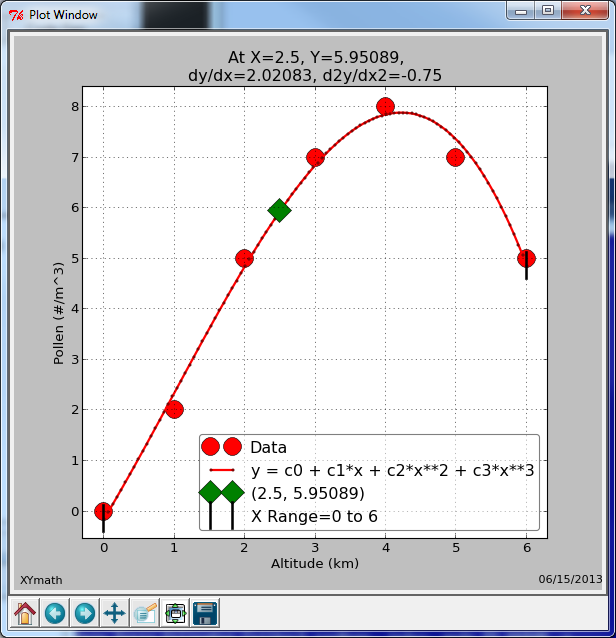 Plot Window
At X=2.5, Y=5.95089,
dy/dx=2.02083, d2y/dx2=-0.75
8
7
6
5
4
3
2
1
0
Pollen (#/m^3)
Data
y = c0 + c1*x + c2*x**2 + c3*x**3
(2.5, 5.95089)
X Range=0 to 6
0 1 2 3 4 5 6
Altitude (km)
XYmath
06/15/2013